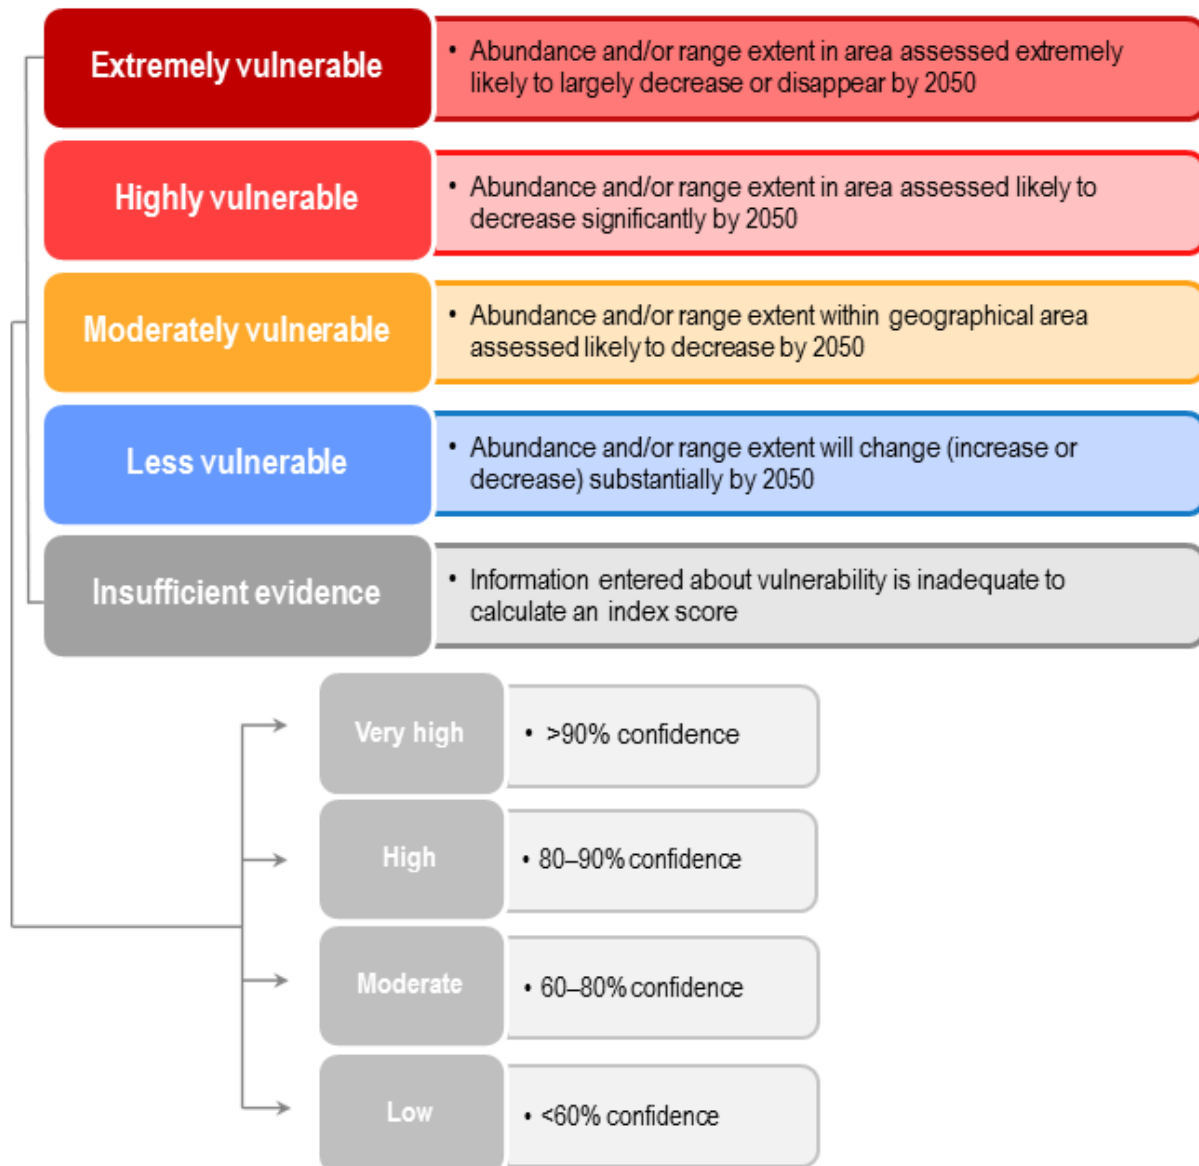 Extremely vulnerable
• Abundance and/or range extent in area assessed extremely
likely to largely decrease or disappear by 2050
Highly vulnerable
• Abundance and/or range extent in area assessed likely to
decrease significantly by 2050
Moderately vulnerable
• Abundance and/or range extent within geographical area
assessed likely to decrease by 2050
Less vulnerable
• Abundance and/or range extent will change (increase or
decrease) substantially by 2050
Insufficient evidence
• Information entered about vulnerability is inadequate to
calculate an index score
Very high
• >90% confidence
High
• 80–90% confidence
Moderate
• 60–80% confidence
Low
• <60% confidence